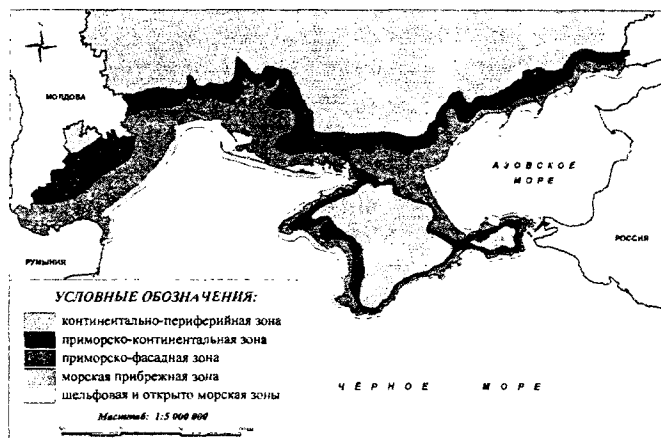 МОЛДОВА
АЗОВСКОЕ
МОРЕ
РОССИЯ
РУМЫНИЯ
УСЛОВНЫЕ ОБОЗНАЧЕНИЯ:
континентально-периферийная зона
приморско-континентальная зона
приморско-фасадная зона
морская прибрежная зона
шельфовая и открыто морская зоны
ЧЁРНОЕ МОРЕ
Масштаб: 1:5 000 000